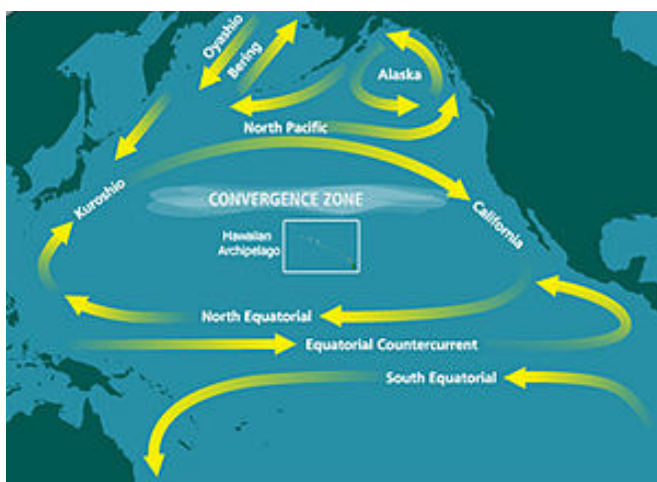 Oyashio
Bering
Alaska
North Pacific
Kuroshio
CONVERGENCE ZONE
California
Hawaiian
Archipelago
North Equatorial
Equatorial Countercurrent
South Equatorial